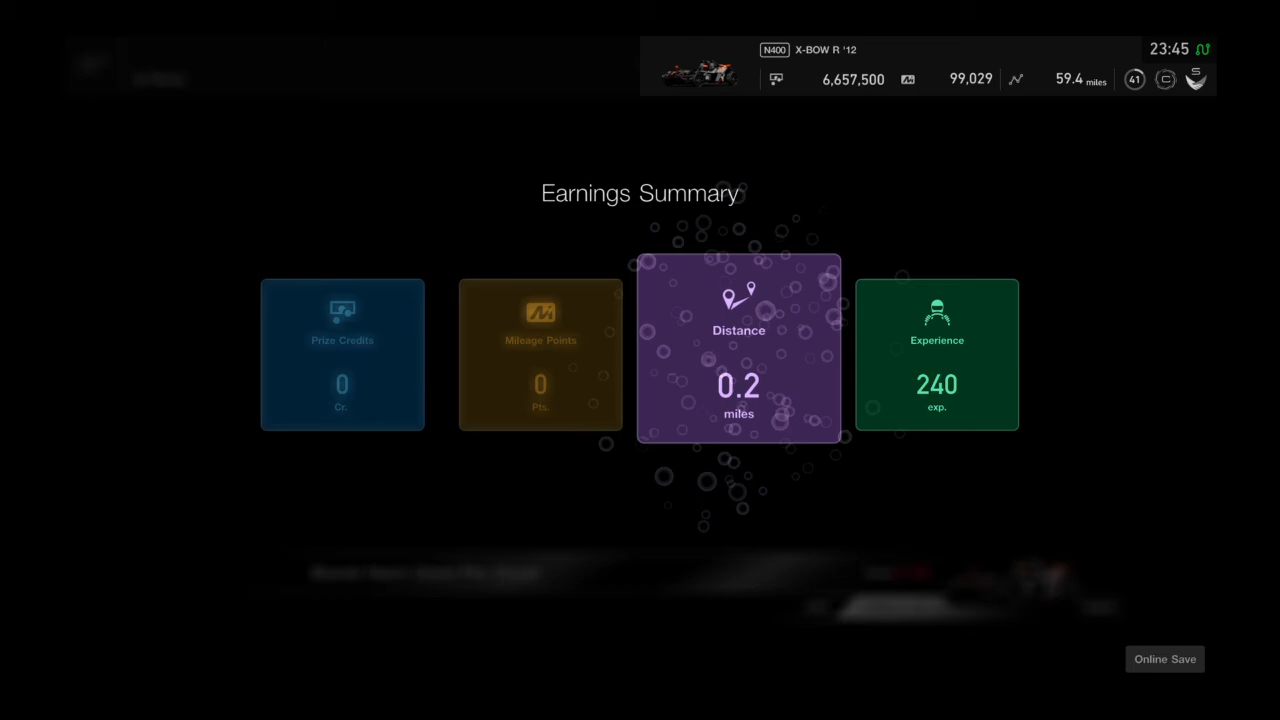 N400 X-BOW R '12
23:45
6,657,500
99,029
59.4 miles
41
C
S
Earnings Summary
Prize Credits
0
Cr.
Mileage Points
0
Pts.
Distance
0.2
miles
Experience
240
exp.
Online Save